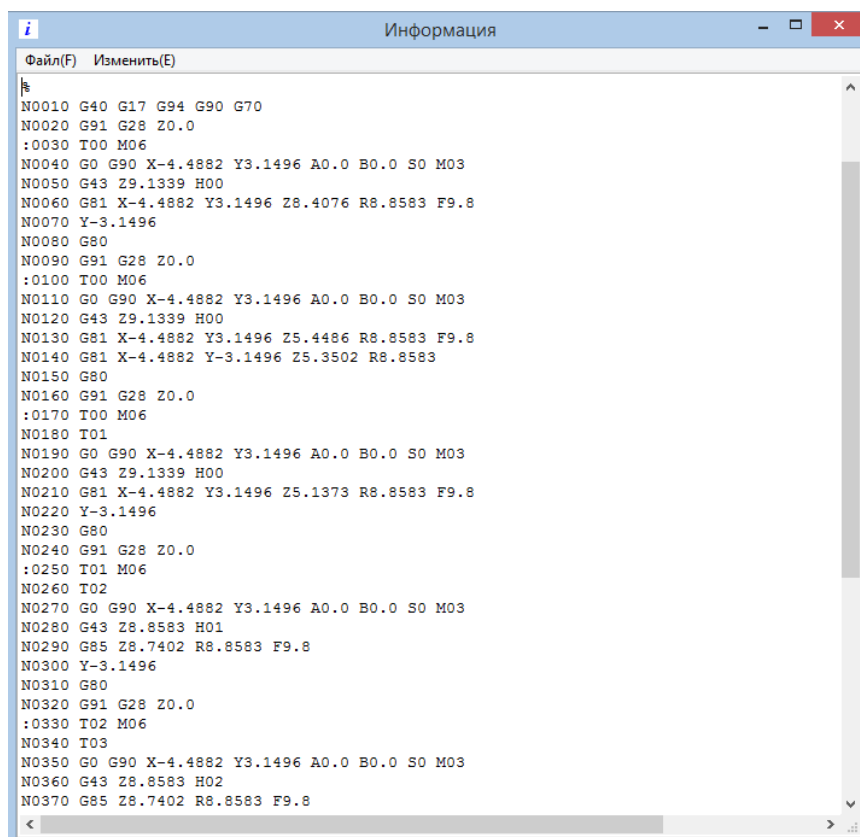 i
Информация
Файл(F) Изменить(E)
%
N0010 G40 G17 G94 G90 G70
N0020 G91 G28 Z0.0
:0030 T00 M06
N0040 G0 G90 X-4.4882 Y3.1496 A0.0 B0.0 S0 M03
N0050 G43 Z9.1339 H00
N0060 G81 X-4.4882 Y3.1496 Z8.4076 R8.8583 F9.8
N0070 Y-3.1496
N0080 G80
N0090 G91 G28 Z0.0
:0100 T00 M06
N0110 G0 G90 X-4.4882 Y3.1496 A0.0 B0.0 S0 M03
N0120 G43 Z9.1339 H00
N0130 G81 X-4.4882 Y3.1496 Z5.4486 R8.8583 F9.8
N0140 G81 X-4.4882 Y-3.1496 Z5.3502 R8.8583
N0150 G80
N0160 G91 G28 Z0.0
:0170 T00 M06
N0180 T01
N0190 G0 G90 X-4.4882 Y3.1496 A0.0 B0.0 S0 M03
N0200 G43 Z9.1339 H00
N0210 G81 X-4.4882 Y3.1496 Z5.1373 R8.8583 F9.8
N0220 Y-3.1496
N0230 G80
N0240 G91 G28 Z0.0
:0250 T01 M06
N0260 T02
N0270 G0 G90 X-4.4882 Y3.1496 A0.0 B0.0 S0 M03
N0280 G43 Z8.8583 H01
N0290 G85 Z8.7402 R8.8583 F9.8
N0300 Y-3.1496
N0310 G80
N0320 G91 G28 Z0.0
:0330 T02 M06
N0340 T03
N0350 G0 G90 X-4.4882 Y3.1496 A0.0 B0.0 S0 M03
N0360 G43 Z8.8583 H02
N0370 G85 Z8.7402 R8.8583 F9.8